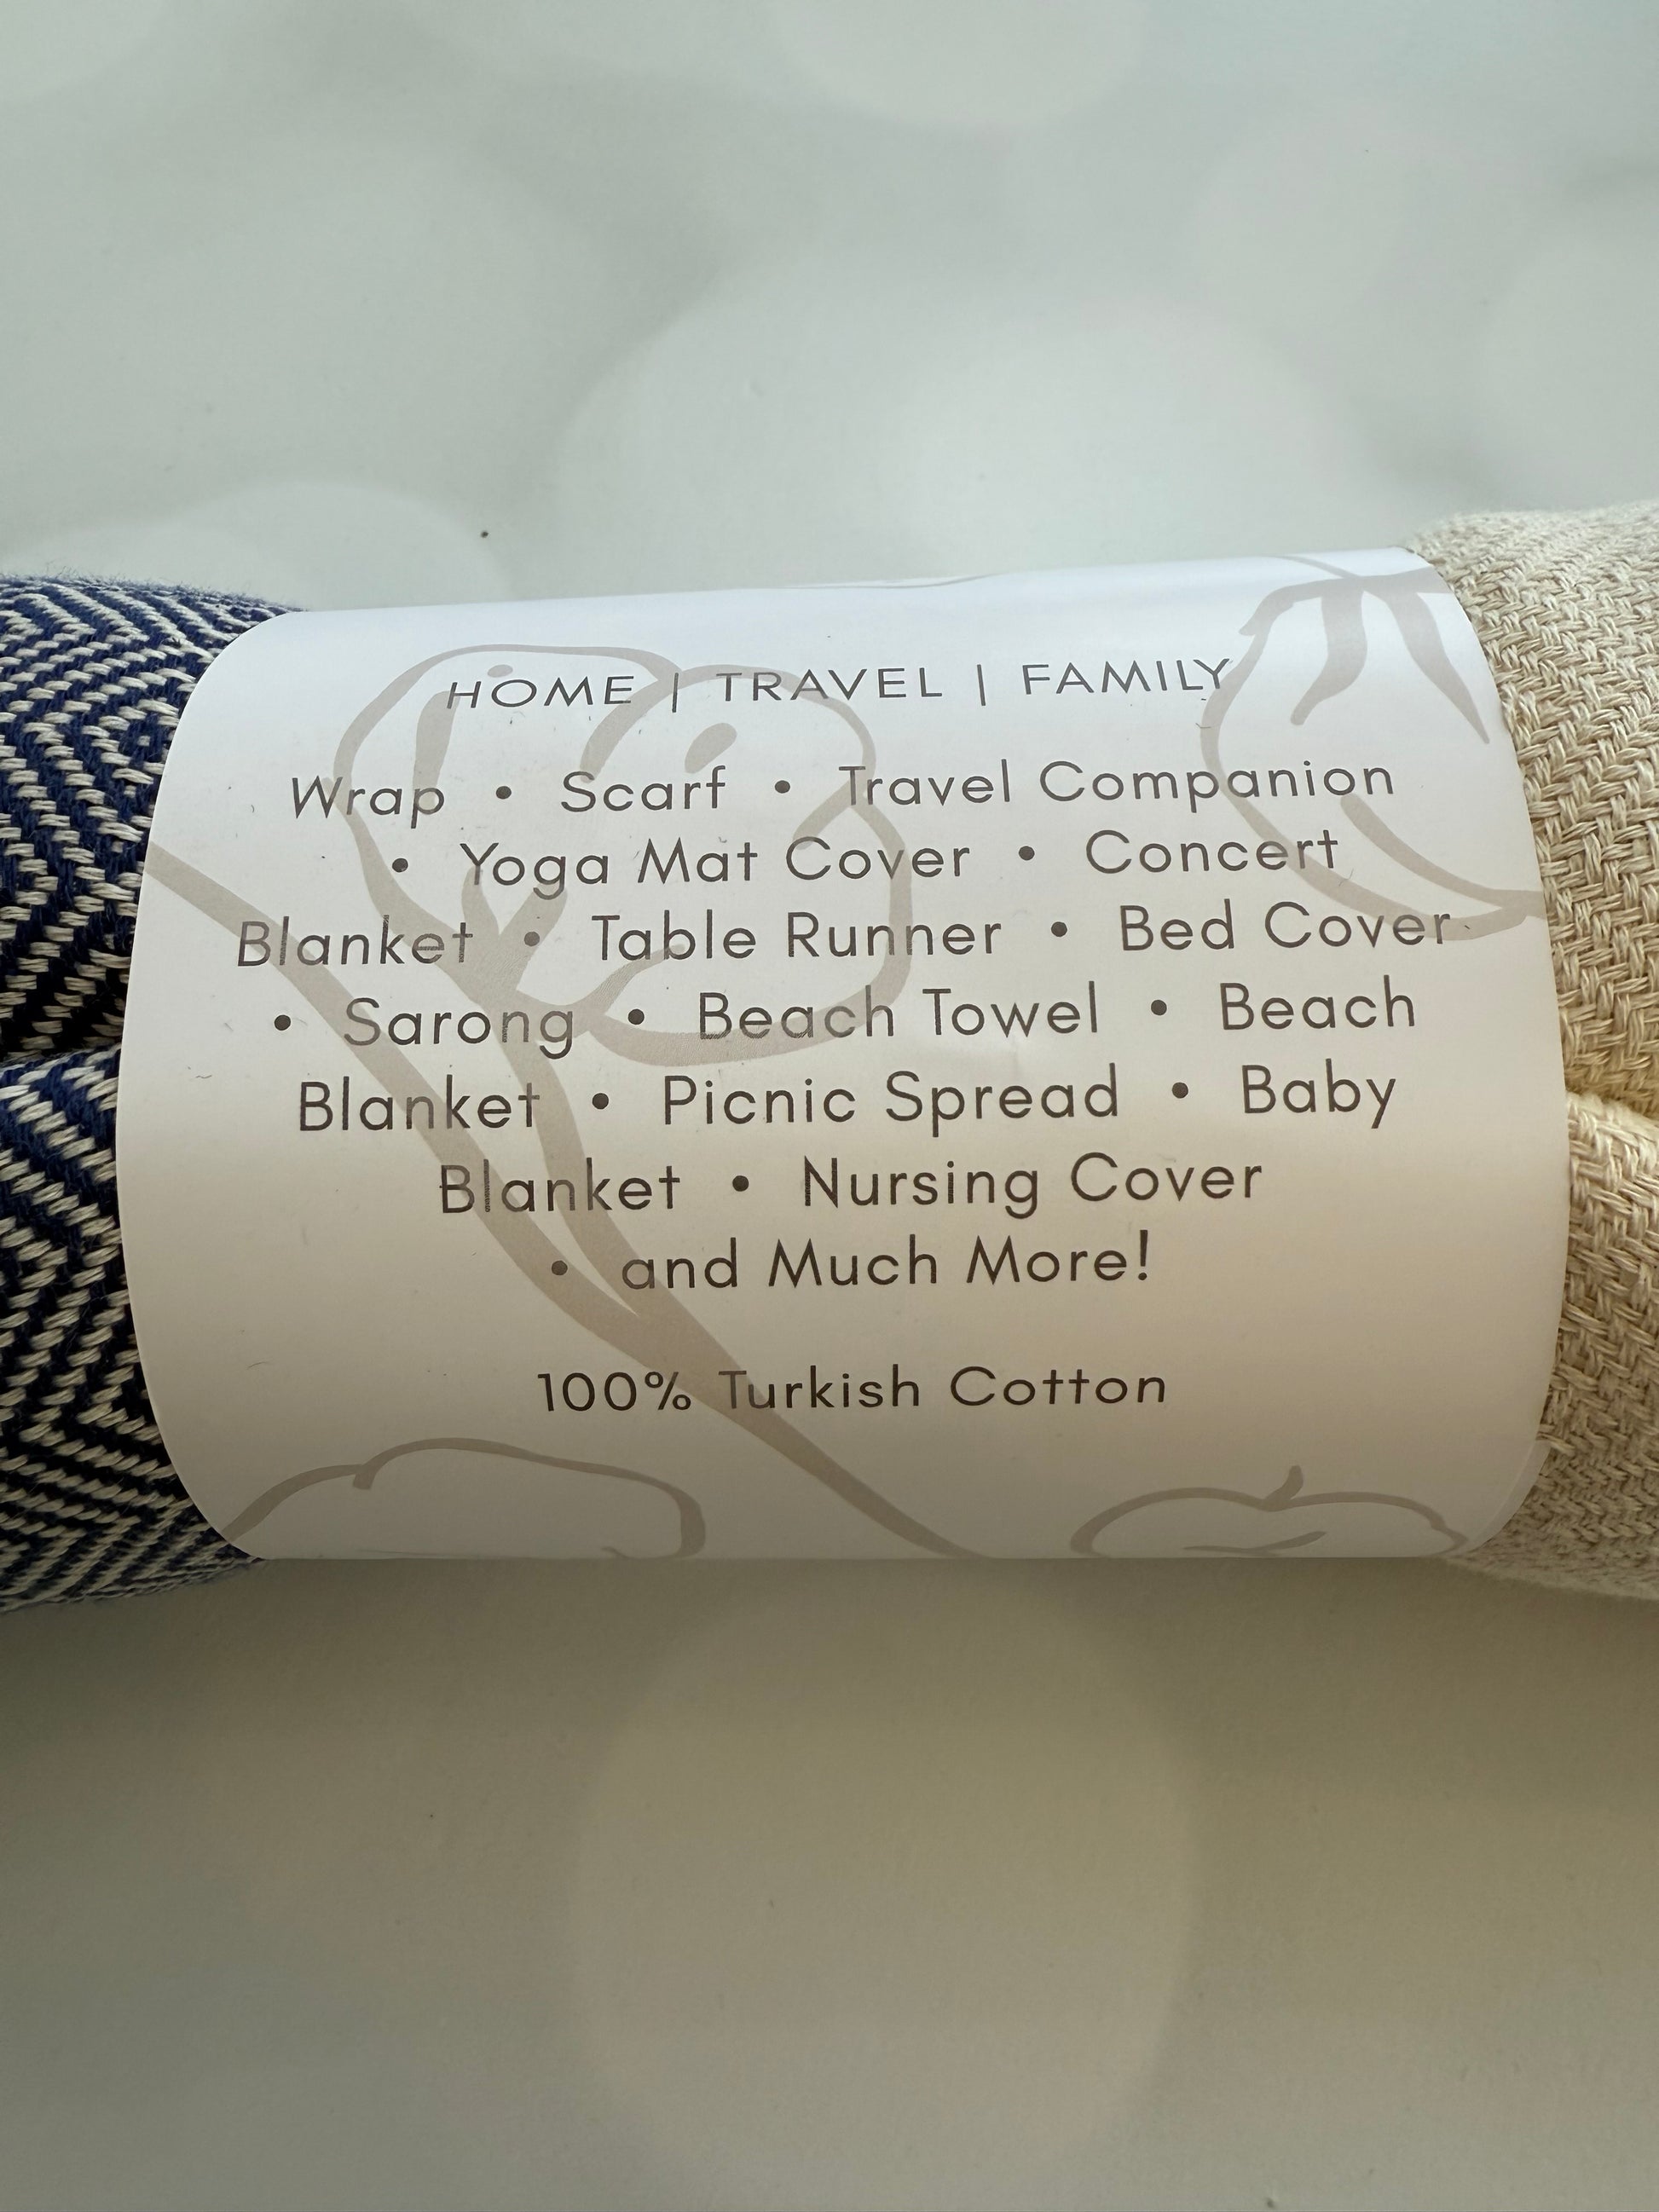 HOME | TRAVEL | FAMILY
Wrap • Scarf • Travel Companion
• Yoga Mat Cover • Concert
Blanket • Table Runner • Bed Cover
• Sarong • Beach Towel • Beach
Blanket • Picnic Spread • Baby
Blanket • Nursing Cover
• and Much More!
100% Turkish Cotton